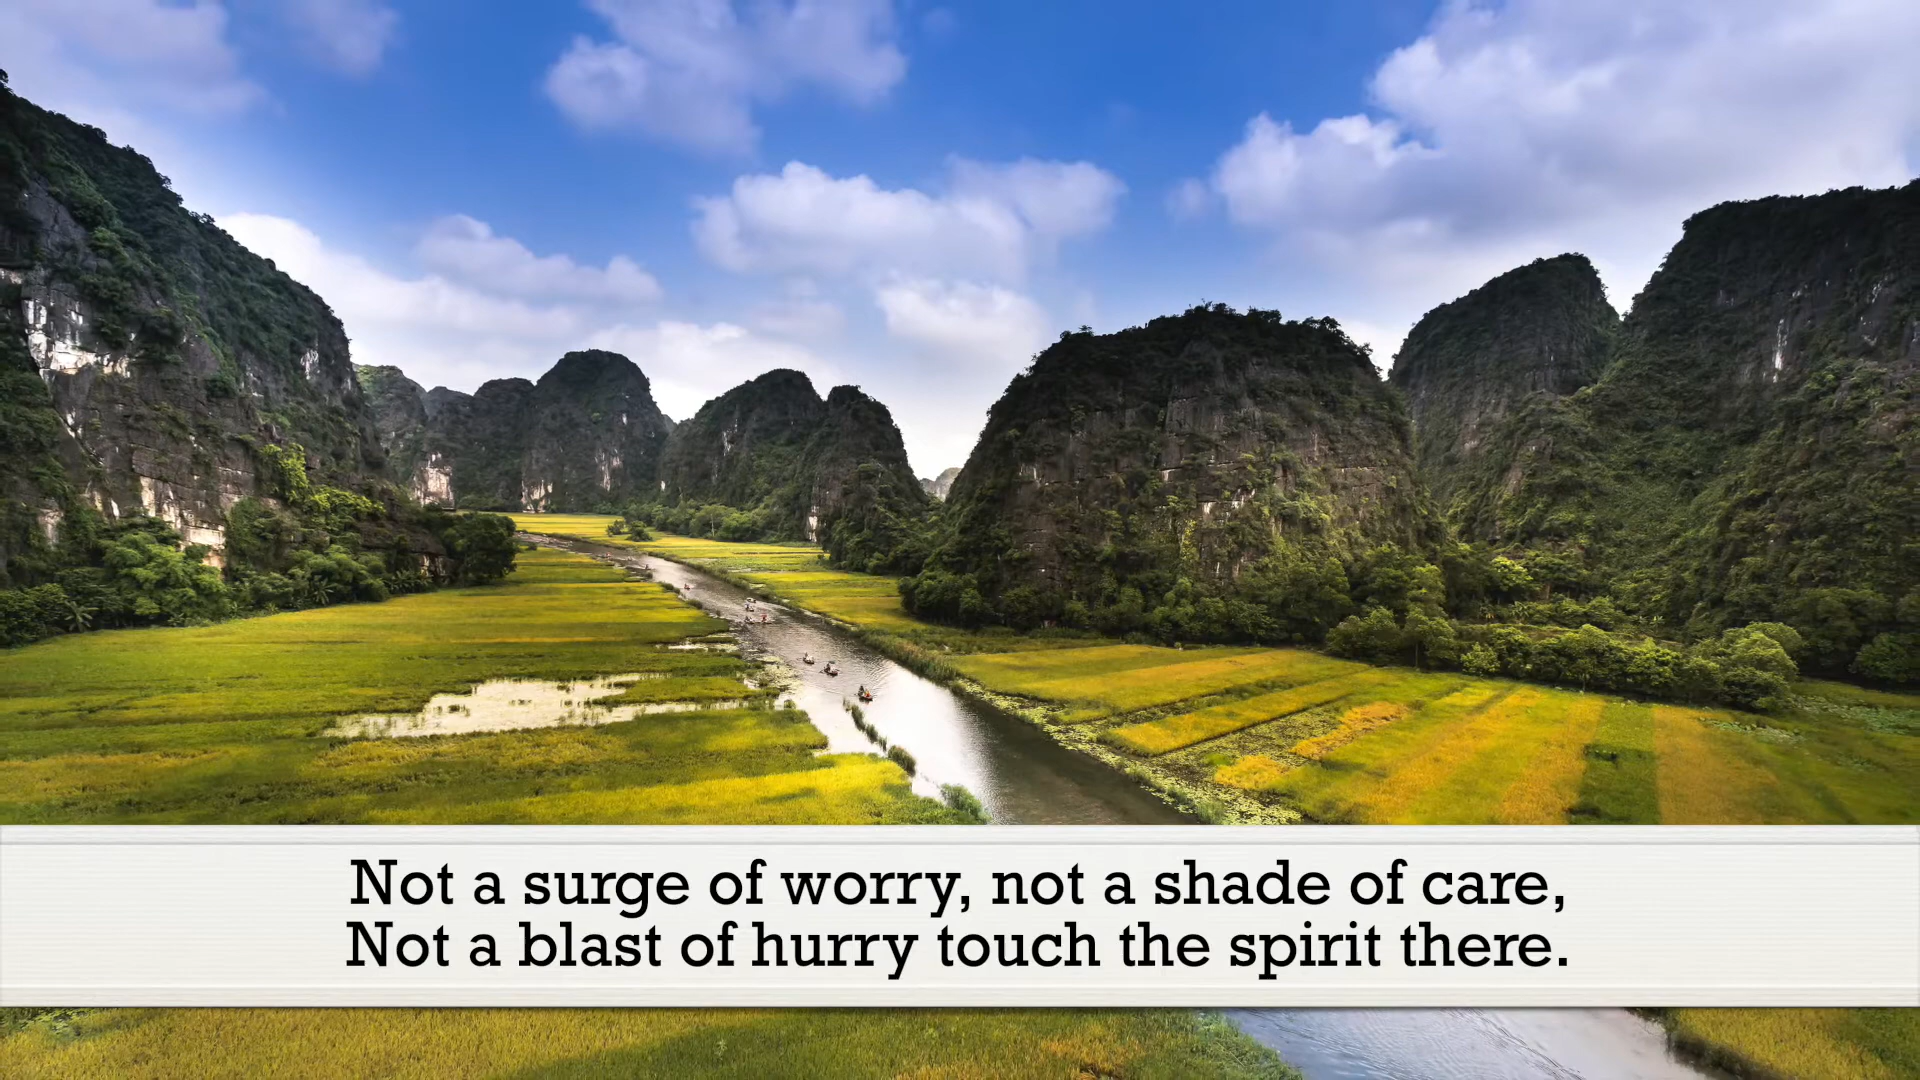 Not a surge of worry, not a shade of care,
Not a blast of hurry touch the spirit there.